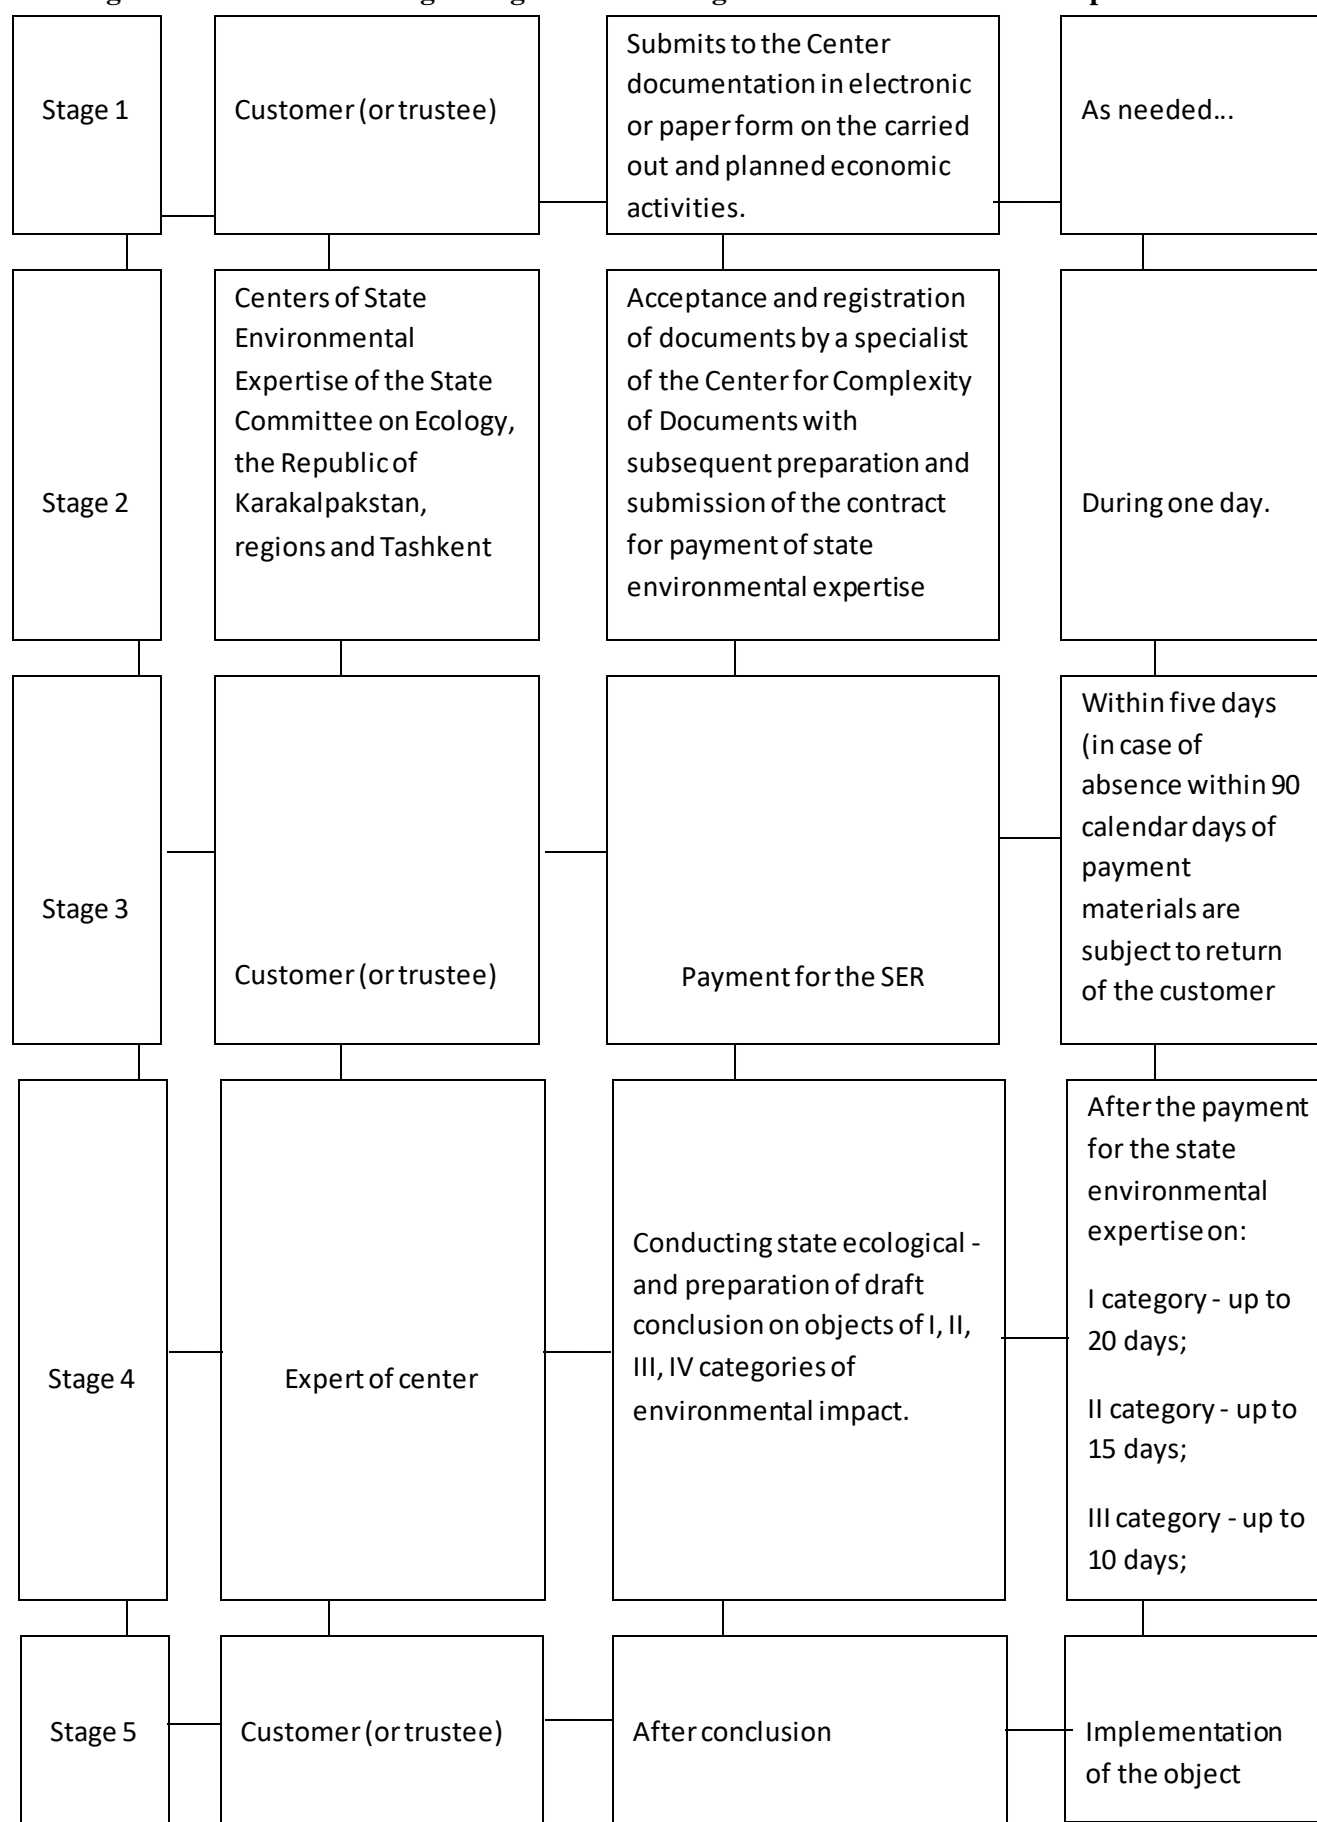 Submits to the Center
documentation in electronic
or paper form on the carried
out and planned economic
activities.
Stage 1
Customer (or trustee)
As needed...
Centers of State
Environmental
Expertise of the State
Committee on Ecology,
the Republic of
Karakalpakstan,
regions and Tashkent
Acceptance and registration
of documents by a specialist
of the Center for Complexity
of Documents with
subsequent preparation and
submission of the contract
for payment of state
environmental expertise
Stage 2
During one day.
Within five days
(in case of
absence within 90
calendar days of
payment
materials are
subject to return
of the customer
Stage 3
Customer (or trustee)
Payment for the SER
After the payment
for the state
environmental
expertise on:
I category - up to
20 days;
II category - up to
15 days;
III category - up to
10 days;
Conducting state ecological -
and preparation of draft
conclusion on objects of I, II,
III, IV categories of
environmental impact.
Stage 4
Expert of center
Stage 5
Customer (or trustee)
After conclusion
Implementation
of the object